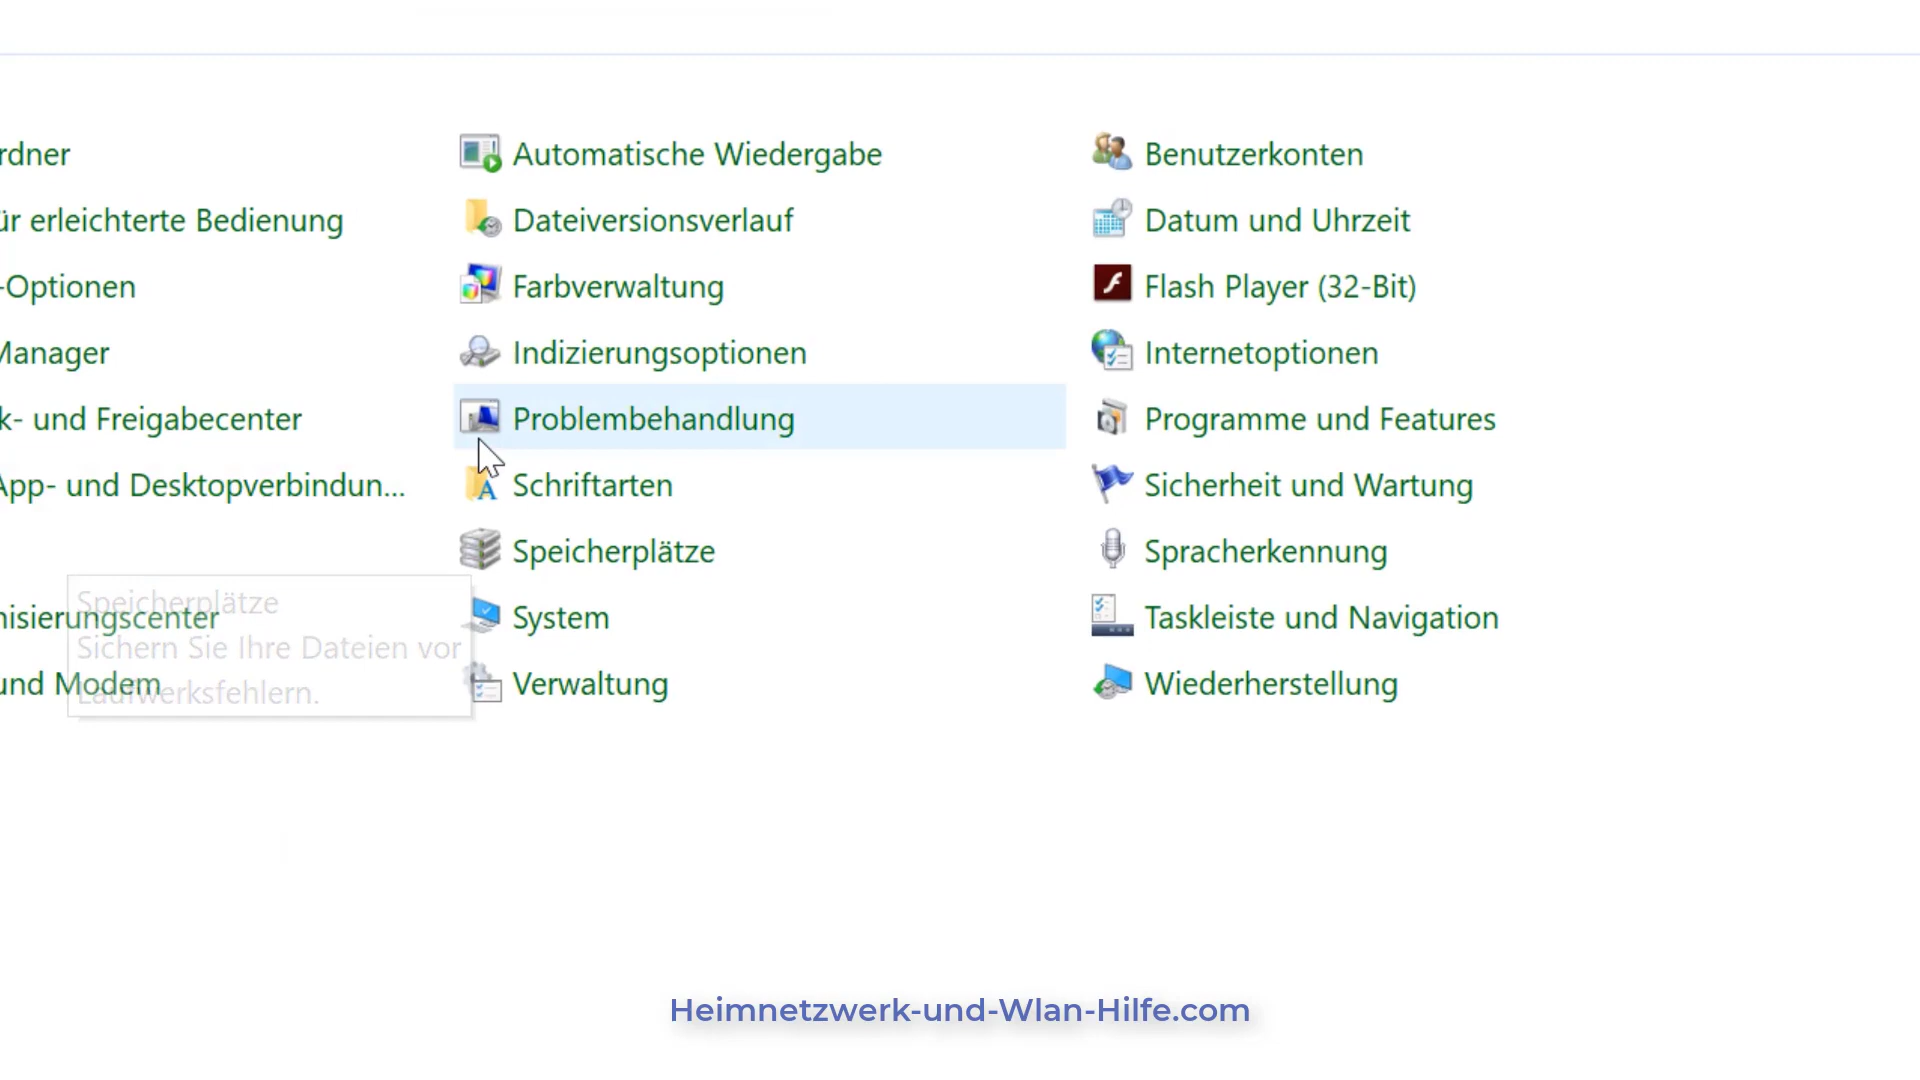 rdner
ür erleichterte Bedienung
-Optionen
Manager
k- und Freigabecenter
App- und Desktopverbindun...
nisierungscenter
und Modem
Speicherplätze
Sichern Sie Ihre Dateien vor
Laufwerksfehlern.
Automatische Wiedergabe
Dateiversionsverlauf
Farbverwaltung
Indizierungsoptionen
Problembehandlung
Schriftarten
Speicherplätze
System
Verwaltung
Benutzerkonten
Datum und Uhrzeit
Flash Player (32-Bit)
Internetoptionen
Programme und Features
Sicherheit und Wartung
Spracherkennung
Taskleiste und Navigation
Wiederherstellung
Heimnetzwerk-und-Wlan-Hilfe.com